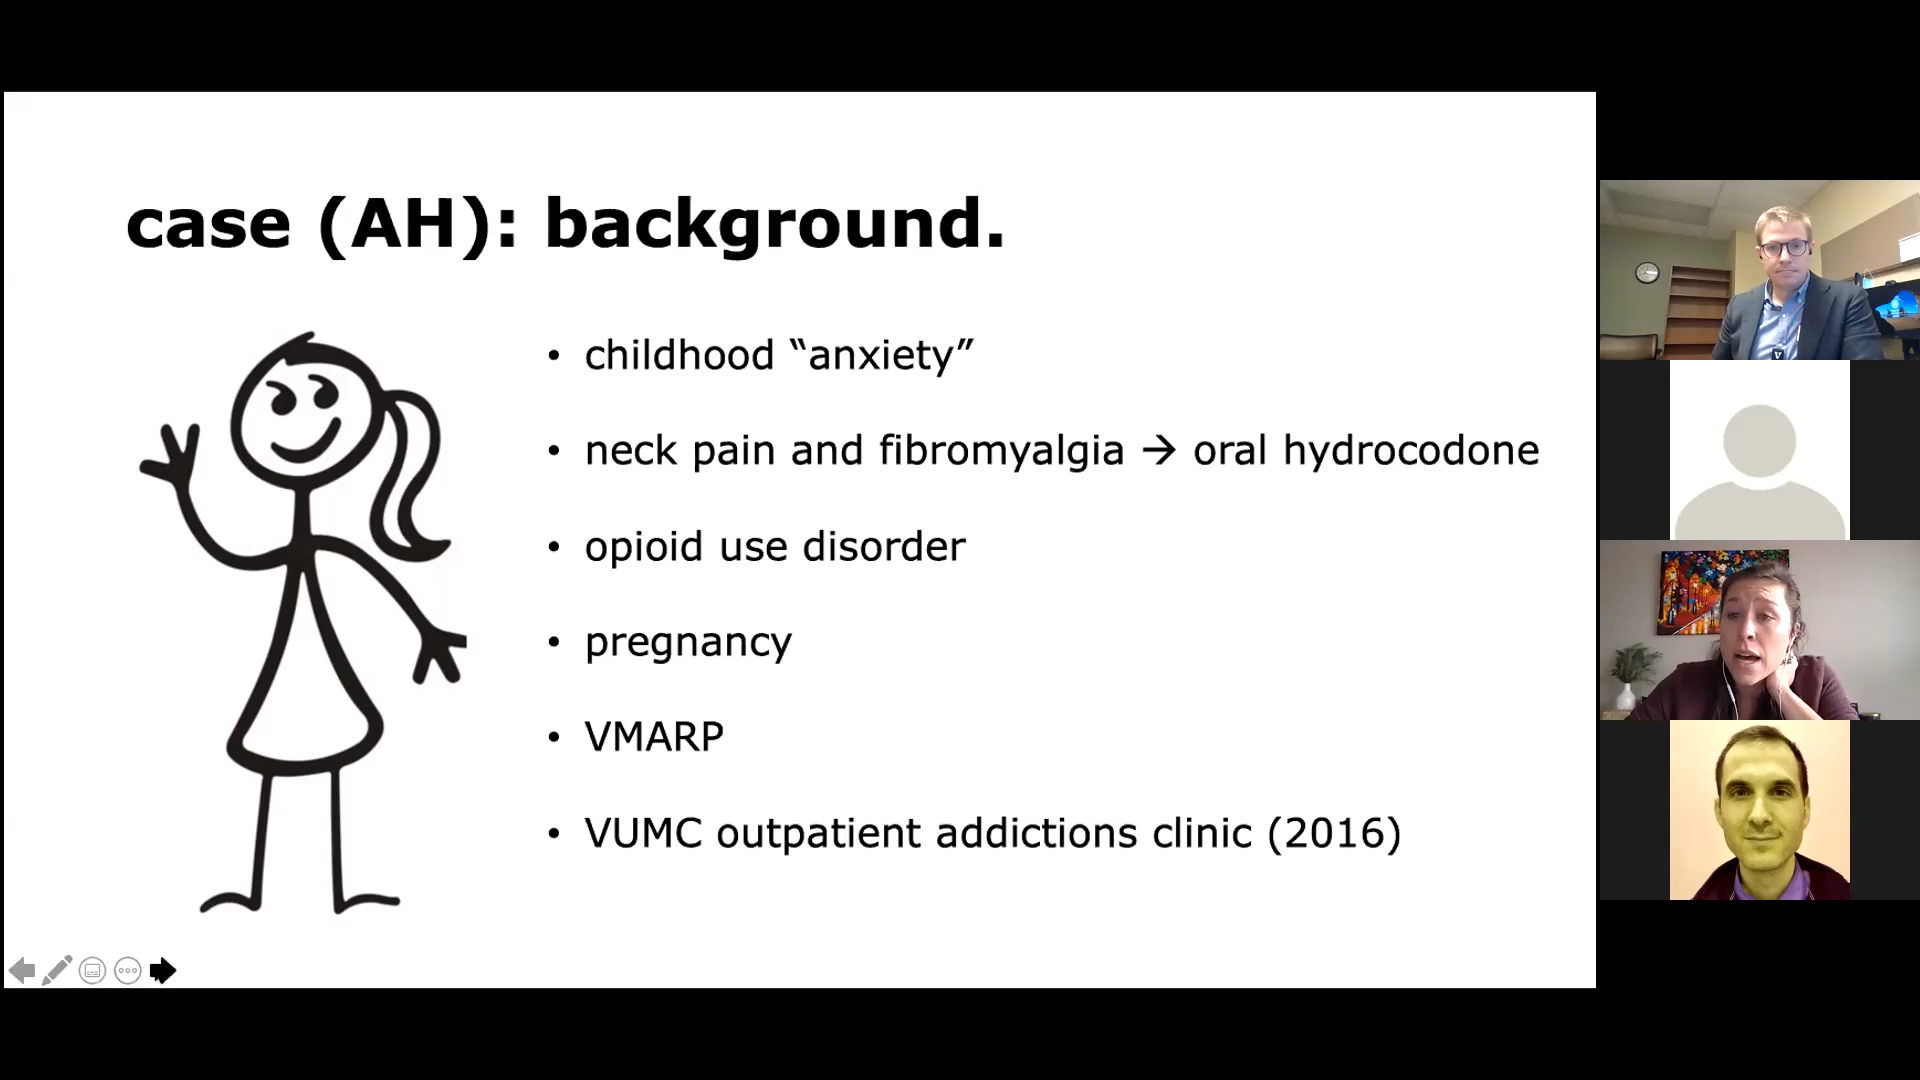 case (AH): background.
• childhood “anxiety”
• neck pain and fibromyalgia → oral hydrocodone
• opioid use disorder
• pregnancy
• VMARP
• VUMC outpatient addictions clinic (2016)